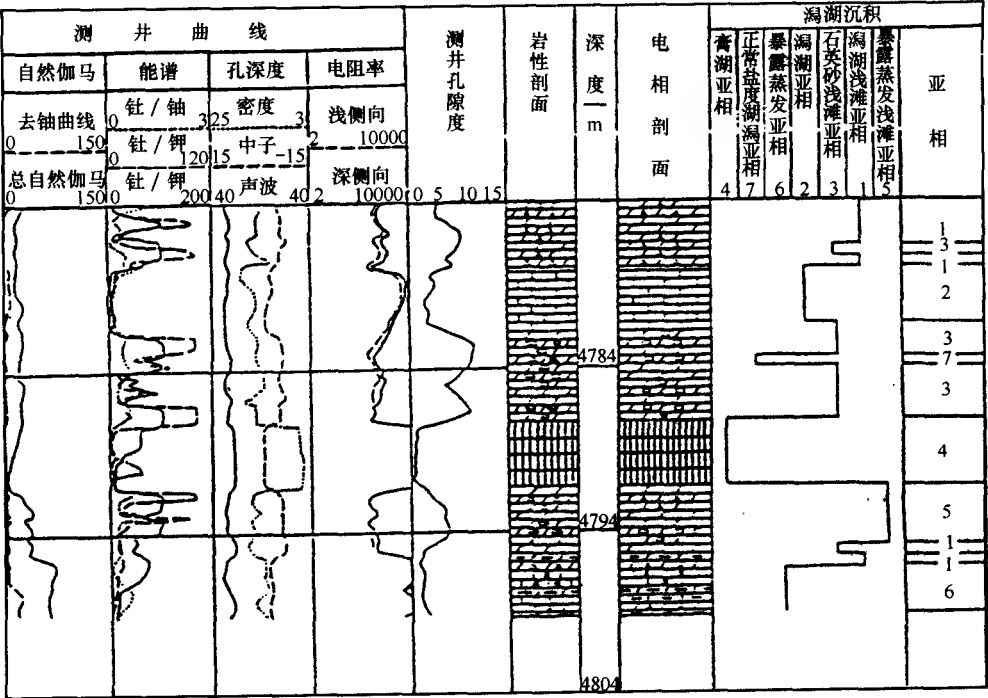 测井曲线
自然伽马
能谱
孔深度
电阻率
去铀曲线
0 150
总自然伽马
0 150
钍/铀
0 3
钍/钾
0 120
钍/钾
200
密度
25 3
中子
15 -15
声波
40 40
浅侧向
2 10000
深侧向
2 10000
测井孔隙度
0 5 10 15
岩性剖面
深度—m
电相剖面
潟湖沉积
膏湖亚相
正常盐度湖潟亚相
暴露蒸发亚相
潟湖亚相
石英砂浅滩亚相
潟湖浅滩亚相
暴露蒸发浅滩亚相
4 7 6 2 3 1 5
亚相
1
3
1
2
3
4784
7
3
4
5
4794
1
1
6
4804